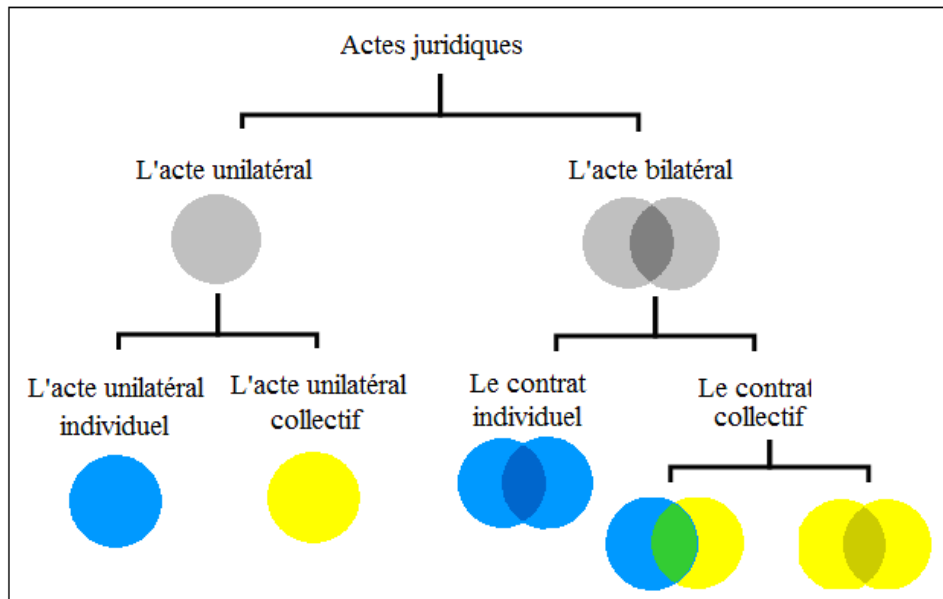 Actes juridiques
L'acte unilatéral
L'acte bilatéral
L'acte unilatéral
individuel
L'acte unilatéral
collectif
Le contrat
individuel
Le contrat
collectif